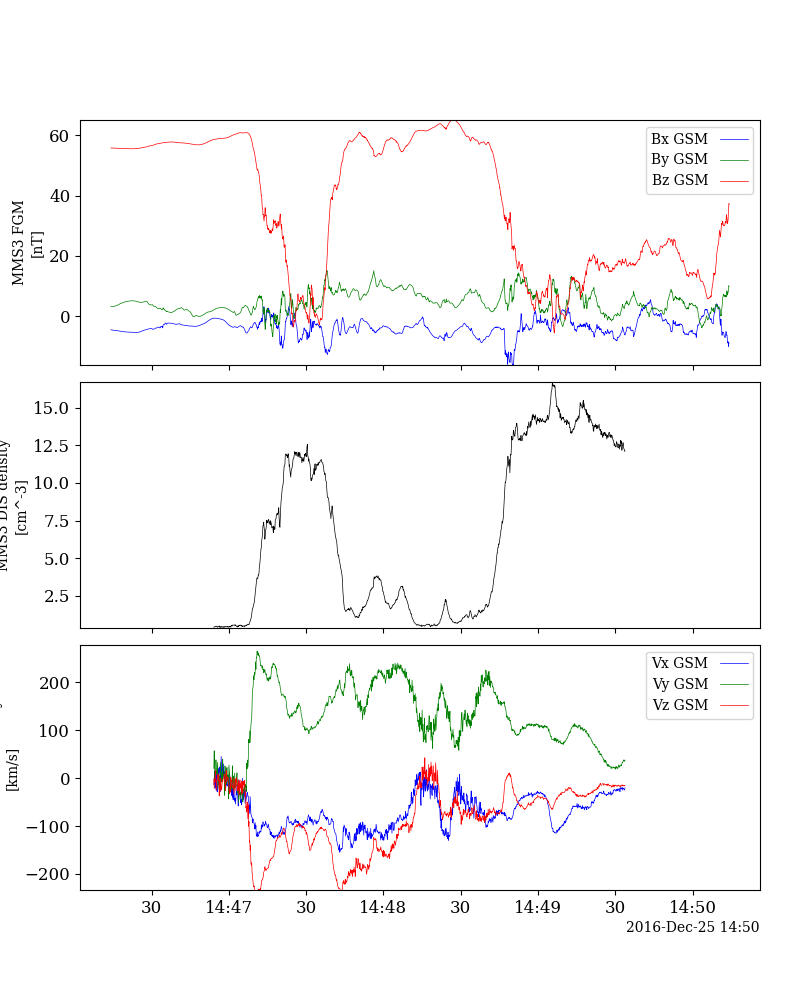 60
40
20
0
MMS3 FGM
[nT]
Bx GSM
By GSM
Bz GSM
15.0
12.5
10.0
7.5
5.0
2.5
MMS3 DIS density
[cm^-3]
200
100
0
−100
−200
[km/s]
Vx GSM
Vy GSM
Vz GSM
30 14:47 30 14:48 30 14:49 30 14:50
2016-Dec-25 14:50